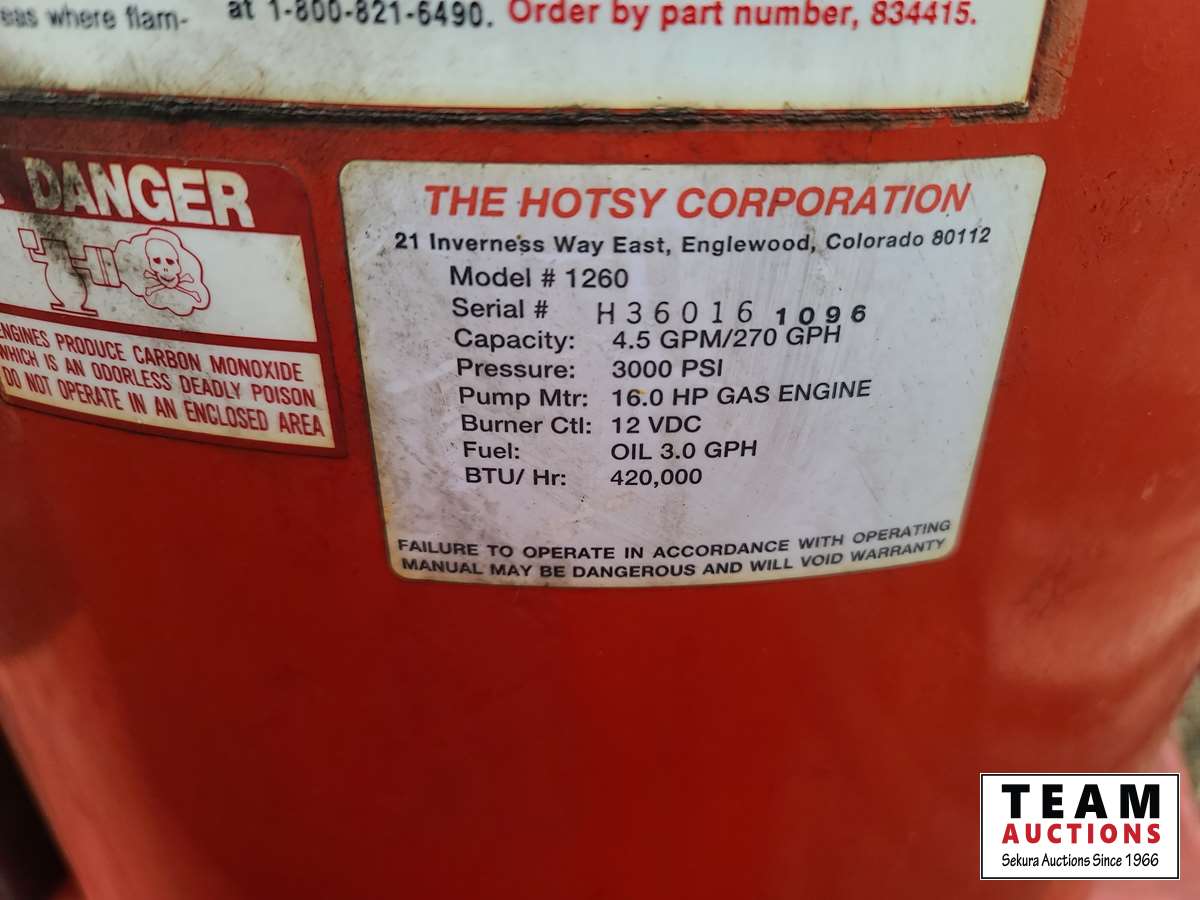 where flam-
at 1-800-821-6490. Order by part number, 834415.
DANGER
ENGINES PRODUCE CARBON MONOXIDE
WHICH IS AN ODORLESS DEADLY POISON
DO NOT OPERATE IN AN ENCLOSED AREA
THE HOTSY CORPORATION
21 Inverness Way East, Englewood, Colorado 80112
Model # 1260
Serial # H36016 1096
Capacity: 4.5 GPM/270 GPH
Pressure: 3000 PSI
Pump Mtr: 16.0 HP GAS ENGINE
Burner Ctl: 12 VDC
Fuel: OIL 3.0 GPH
BTU/ Hr: 420,000
FAILURE TO OPERATE IN ACCORDANCE WITH OPERATING
MANUAL MAY BE DANGEROUS AND WILL VOID WARRANTY
TEAM
AUCTIONS
Sekura Auctions Since 1966